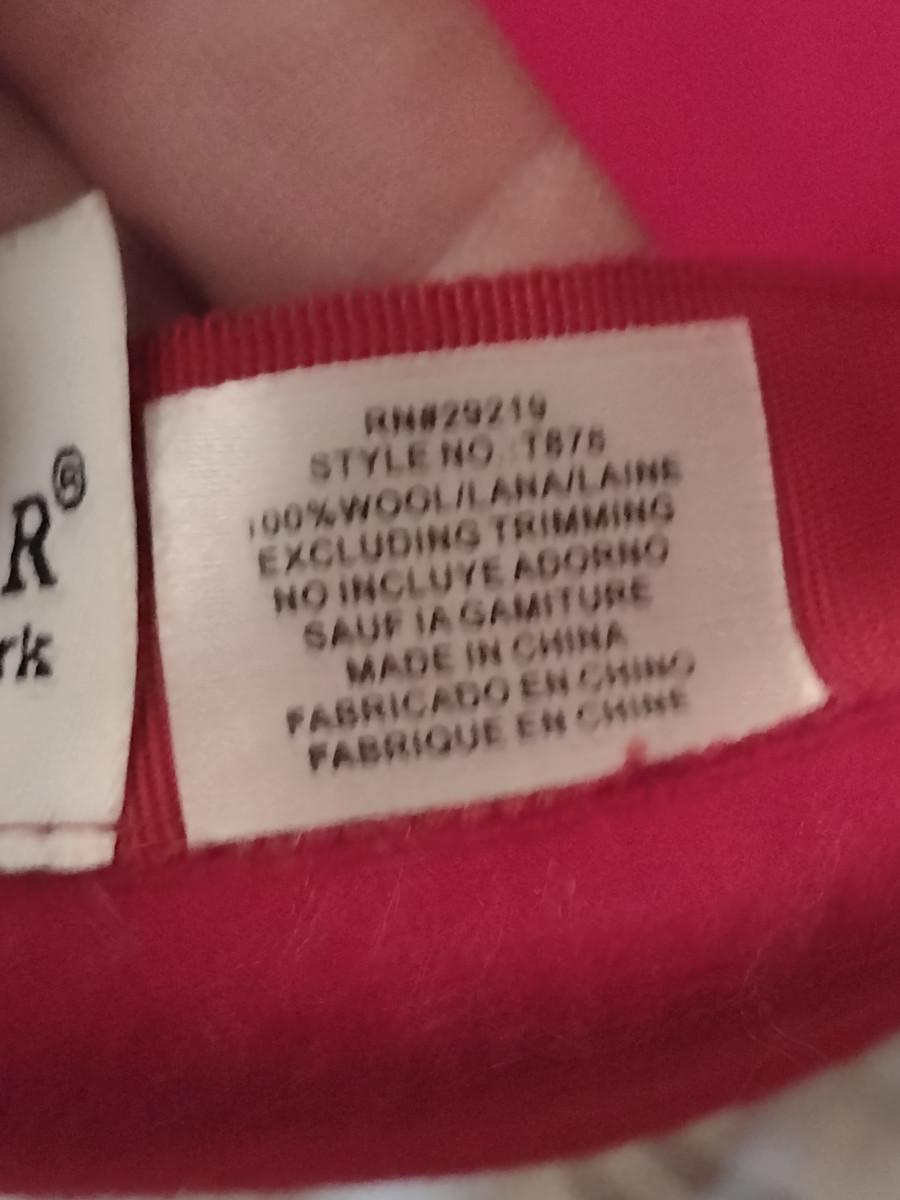 R®
rk
RN#29219
STYLE NO. T878
100%WOOL/LANA/LAINE
EXCLUDING TRIMMING
NO INCLUYE ADORNO
SAUF IA GAMITURE
MADE IN CHINA
FABRICADO EN CHINO
FABRIQUE EN CHINE